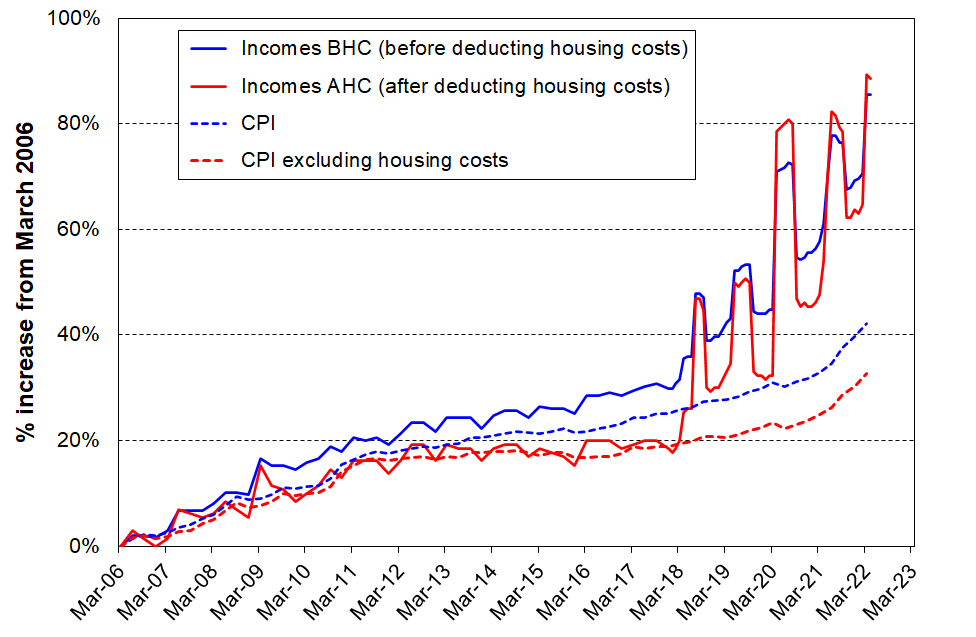 100%
80%
60%
40%
20%
0%
% increase from March 2006
Incomes BHC (before deducting housing costs)
Incomes AHC (after deducting housing costs)
CPI
CPI excluding housing costs
Mar-06
Mar-07
Mar-08
Mar-09
Mar-10
Mar-11
Mar-12
Mar-13
Mar-14
Mar-15
Mar-16
Mar-17
Mar-18
Mar-19
Mar-20
Mar-21
Mar-22
Mar-23